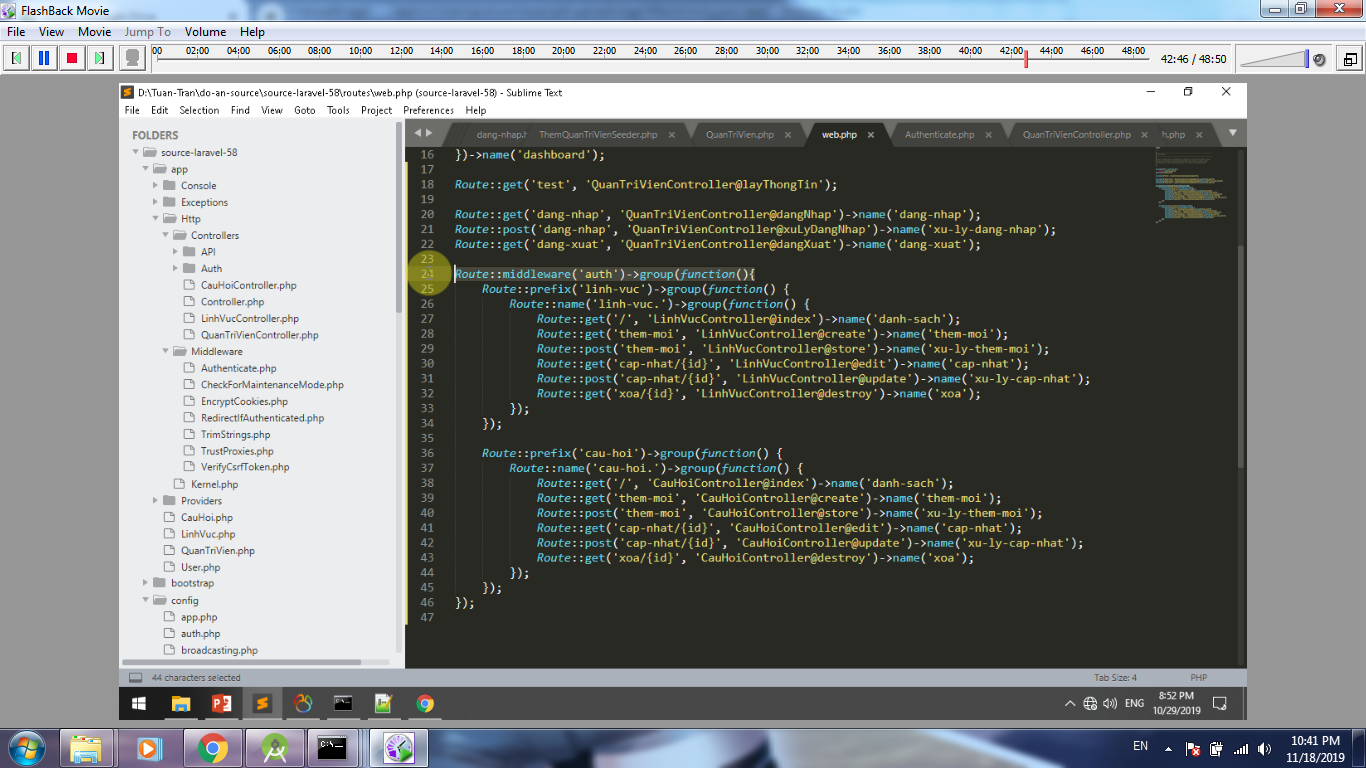 FlashBack Movie
File View Movie Jump To Volume Help
00 02:00 04:00 06:00 08:00 10:00 12:00 14:00 16:00 18:00 20:00 22:00 24:00 26:00 28:00 30:00 32:00 34:00 36:00 38:00 40:00 42:00 44:00 46:00 48:00
42:46 / 48:50
D:\Tuan-Tran\do-an-source\source-laravel-58\routes\web.php (source-laravel-58) - Sublime Text
File Edit Selection Find View Goto Tools Project Preferences Help
FOLDERS
source-laravel-58
app
Console
Exceptions
Http
Controllers
API
Auth
CauHoiController.php
Controller.php
LinhVucController.php
QuanTriVienController.php
Middleware
Authenticate.php
CheckForMaintenanceMode.php
EncryptCookies.php
RedirectIfAuthenticated.php
TrimStrings.php
TrustProxies.php
VerifyCsrfToken.php
Kernel.php
Providers
CauHoi.php
LinhVuc.php
QuanTriVien.php
User.php
bootstrap
config
app.php
auth.php
broadcasting.php
dang-nhap.h ThemQuanTriVienSeeder.php QuanTriVien.php web.php Authenticate.php QuanTriVienController.php h.php
16 })->name('dashboard');
17
18 Route::get('test', 'QuanTriVienController@layThongTin');
19
20 Route::get('dang-nhap', 'QuanTriVienController@dangNhap')->name('dang-nhap');
21 Route::post('dang-nhap', 'QuanTriVienController@xuLyDangNhap')->name('xu-ly-dang-nhap');
22 Route::get('dang-xuat', 'QuanTriVienController@dangXuat')->name('dang-xuat');
23
24 Route::middleware('auth')->group(function(){
25 Route::prefix('linh-vuc')->group(function() {
26 Route::name('linh-vuc.')->group(function() {
27 Route::get('/', 'LinhVucController@index')->name('danh-sach');
28 Route::get('them-moi', 'LinhVucController@create')->name('them-moi');
29 Route::post('them-moi', 'LinhVucController@store')->name('xu-ly-them-moi');
30 Route::get('cap-nhat/{id}', 'LinhVucController@edit')->name('cap-nhat');
31 Route::post('cap-nhat/{id}', 'LinhVucController@update')->name('xu-ly-cap-nhat');
32 Route::get('xoa/{id}', 'LinhVucController@destroy')->name('xoa');
33 });
34 });
35
36 Route::prefix('cau-hoi')->group(function() {
37 Route::name('cau-hoi.')->group(function() {
38 Route::get('/', 'CauHoiController@index')->name('danh-sach');
39 Route::get('them-moi', 'CauHoiController@create')->name('them-moi');
40 Route::post('them-moi', 'CauHoiController@store')->name('xu-ly-them-moi');
41 Route::get('cap-nhat/{id}', 'CauHoiController@edit')->name('cap-nhat');
42 Route::post('cap-nhat/{id}', 'CauHoiController@update')->name('xu-ly-cap-nhat');
43 Route::get('xoa/{id}', 'CauHoiController@destroy')->name('xoa');
44 });
45 });
46 });
47
44 characters selected
Tab Size: 4 PHP
ENG 8:52 PM
10/29/2019
EN 10:41 PM
11/18/2019